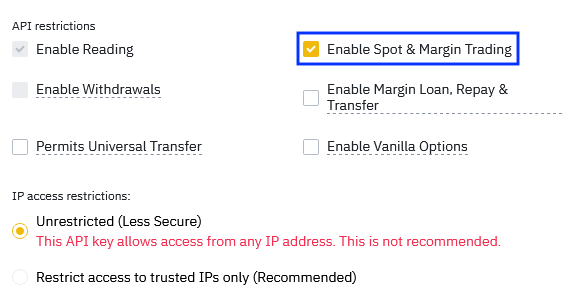 API restrictions
Enable Reading
Enable Spot & Margin Trading
Enable Withdrawals
Enable Margin Loan, Repay &
Transfer
Permits Universal Transfer
Enable Vanilla Options
IP access restrictions:
Unrestricted (Less Secure)
This API key allows access from any IP address. This is not recommended.
Restrict access to trusted IPs only (Recommended)